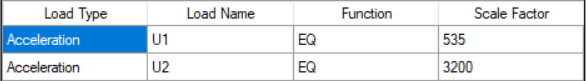 Load Type Load Name Function Scale Factor
Acceleration U1 EQ 535
Acceleration U2 EQ 3200